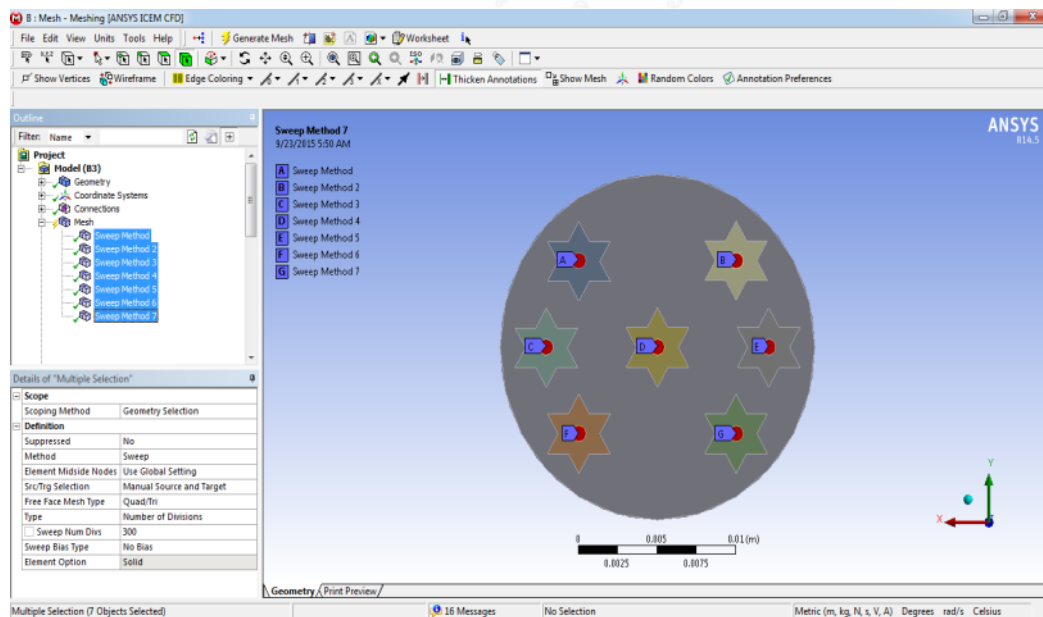 B : Mesh - Meshing [ANSYS ICEM CFD]
File Edit View Units Tools Help Generate Mesh Worksheet
Show Vertices Wireframe Edge Coloring Thicken Annotations Show Mesh Random Colors Annotation Preferences
Outline
Filter: Name
Project
Model (B3)
Geometry
Coordinate Systems
Connections
Mesh
Sweep Method
Sweep Method 2
Sweep Method 3
Sweep Method 4
Sweep Method 5
Sweep Method 6
Sweep Method 7
Details of "Multiple Selection"
Scope
Scoping Method Geometry Selection
Definition
Suppressed No
Method Sweep
Element Midside Nodes Use Global Setting
Src/Trg Selection Manual Source and Target
Free Face Mesh Type Quad/Tri
Type Number of Divisions
Sweep Num Divs 300
Sweep Bias Type No Bias
Element Option Solid
Sweep Method 7
9/23/2015 5:50 AM
A Sweep Method
B Sweep Method 2
C Sweep Method 3
D Sweep Method 4
E Sweep Method 5
F Sweep Method 6
G Sweep Method 7
ANSYS
R14.5
A B
C D E
F G
Y
X
0 0.005 0.01 (m)
0.0025 0.0075
Geometry Print Preview
Multiple Selection (7 Objects Selected) 16 Messages No Selection Metric (m, kg, N, s, V, A) Degrees rad/s Celsius